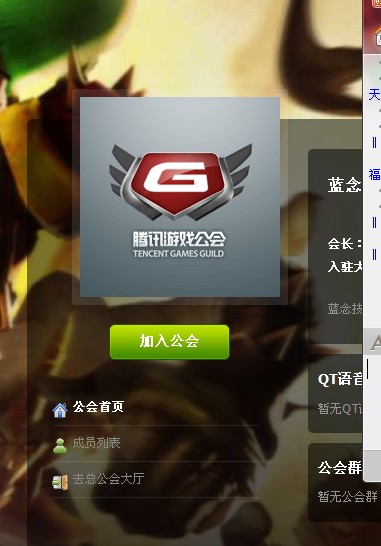 G
腾讯游戏公会
TENCENT GAMES GUILD
加入公会
公会首页
成员列表
去总公会大厅
蓝念
会长：
入驻大
蓝念技
QT语音
暂无QT
公会群
暂无公会群
天
福